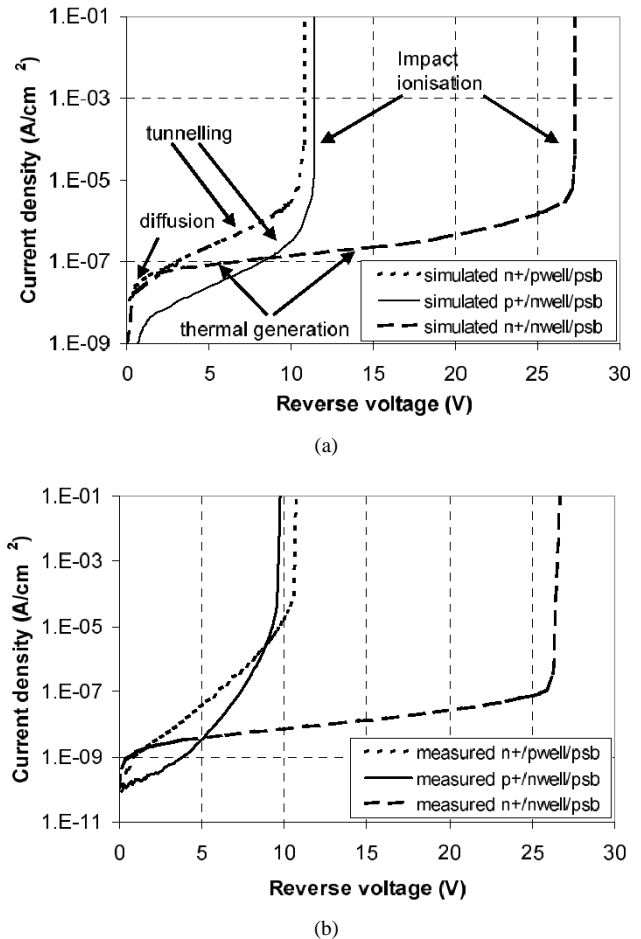 1.E-01
1.E-03
1.E-05
1.E-07
1.E-09
Current density (A/cm 2)
Impact
ionisation
tunnelling
diffusion
thermal generation
simulated n+/pwell/psb
simulated p+/nwell/psb
simulated n+/nwell/psb
0 5 10 15 20 25 30
Reverse voltage (V)
(a)
1.E-01
1.E-03
1.E-05
1.E-07
1.E-09
1.E-11
Current density (A/cm 2)
measured n+/pwell/psb
measured p+/nwell/psb
measured n+/nwell/psb
0 5 10 15 20 25 30
Reverse voltage (V)
(b)